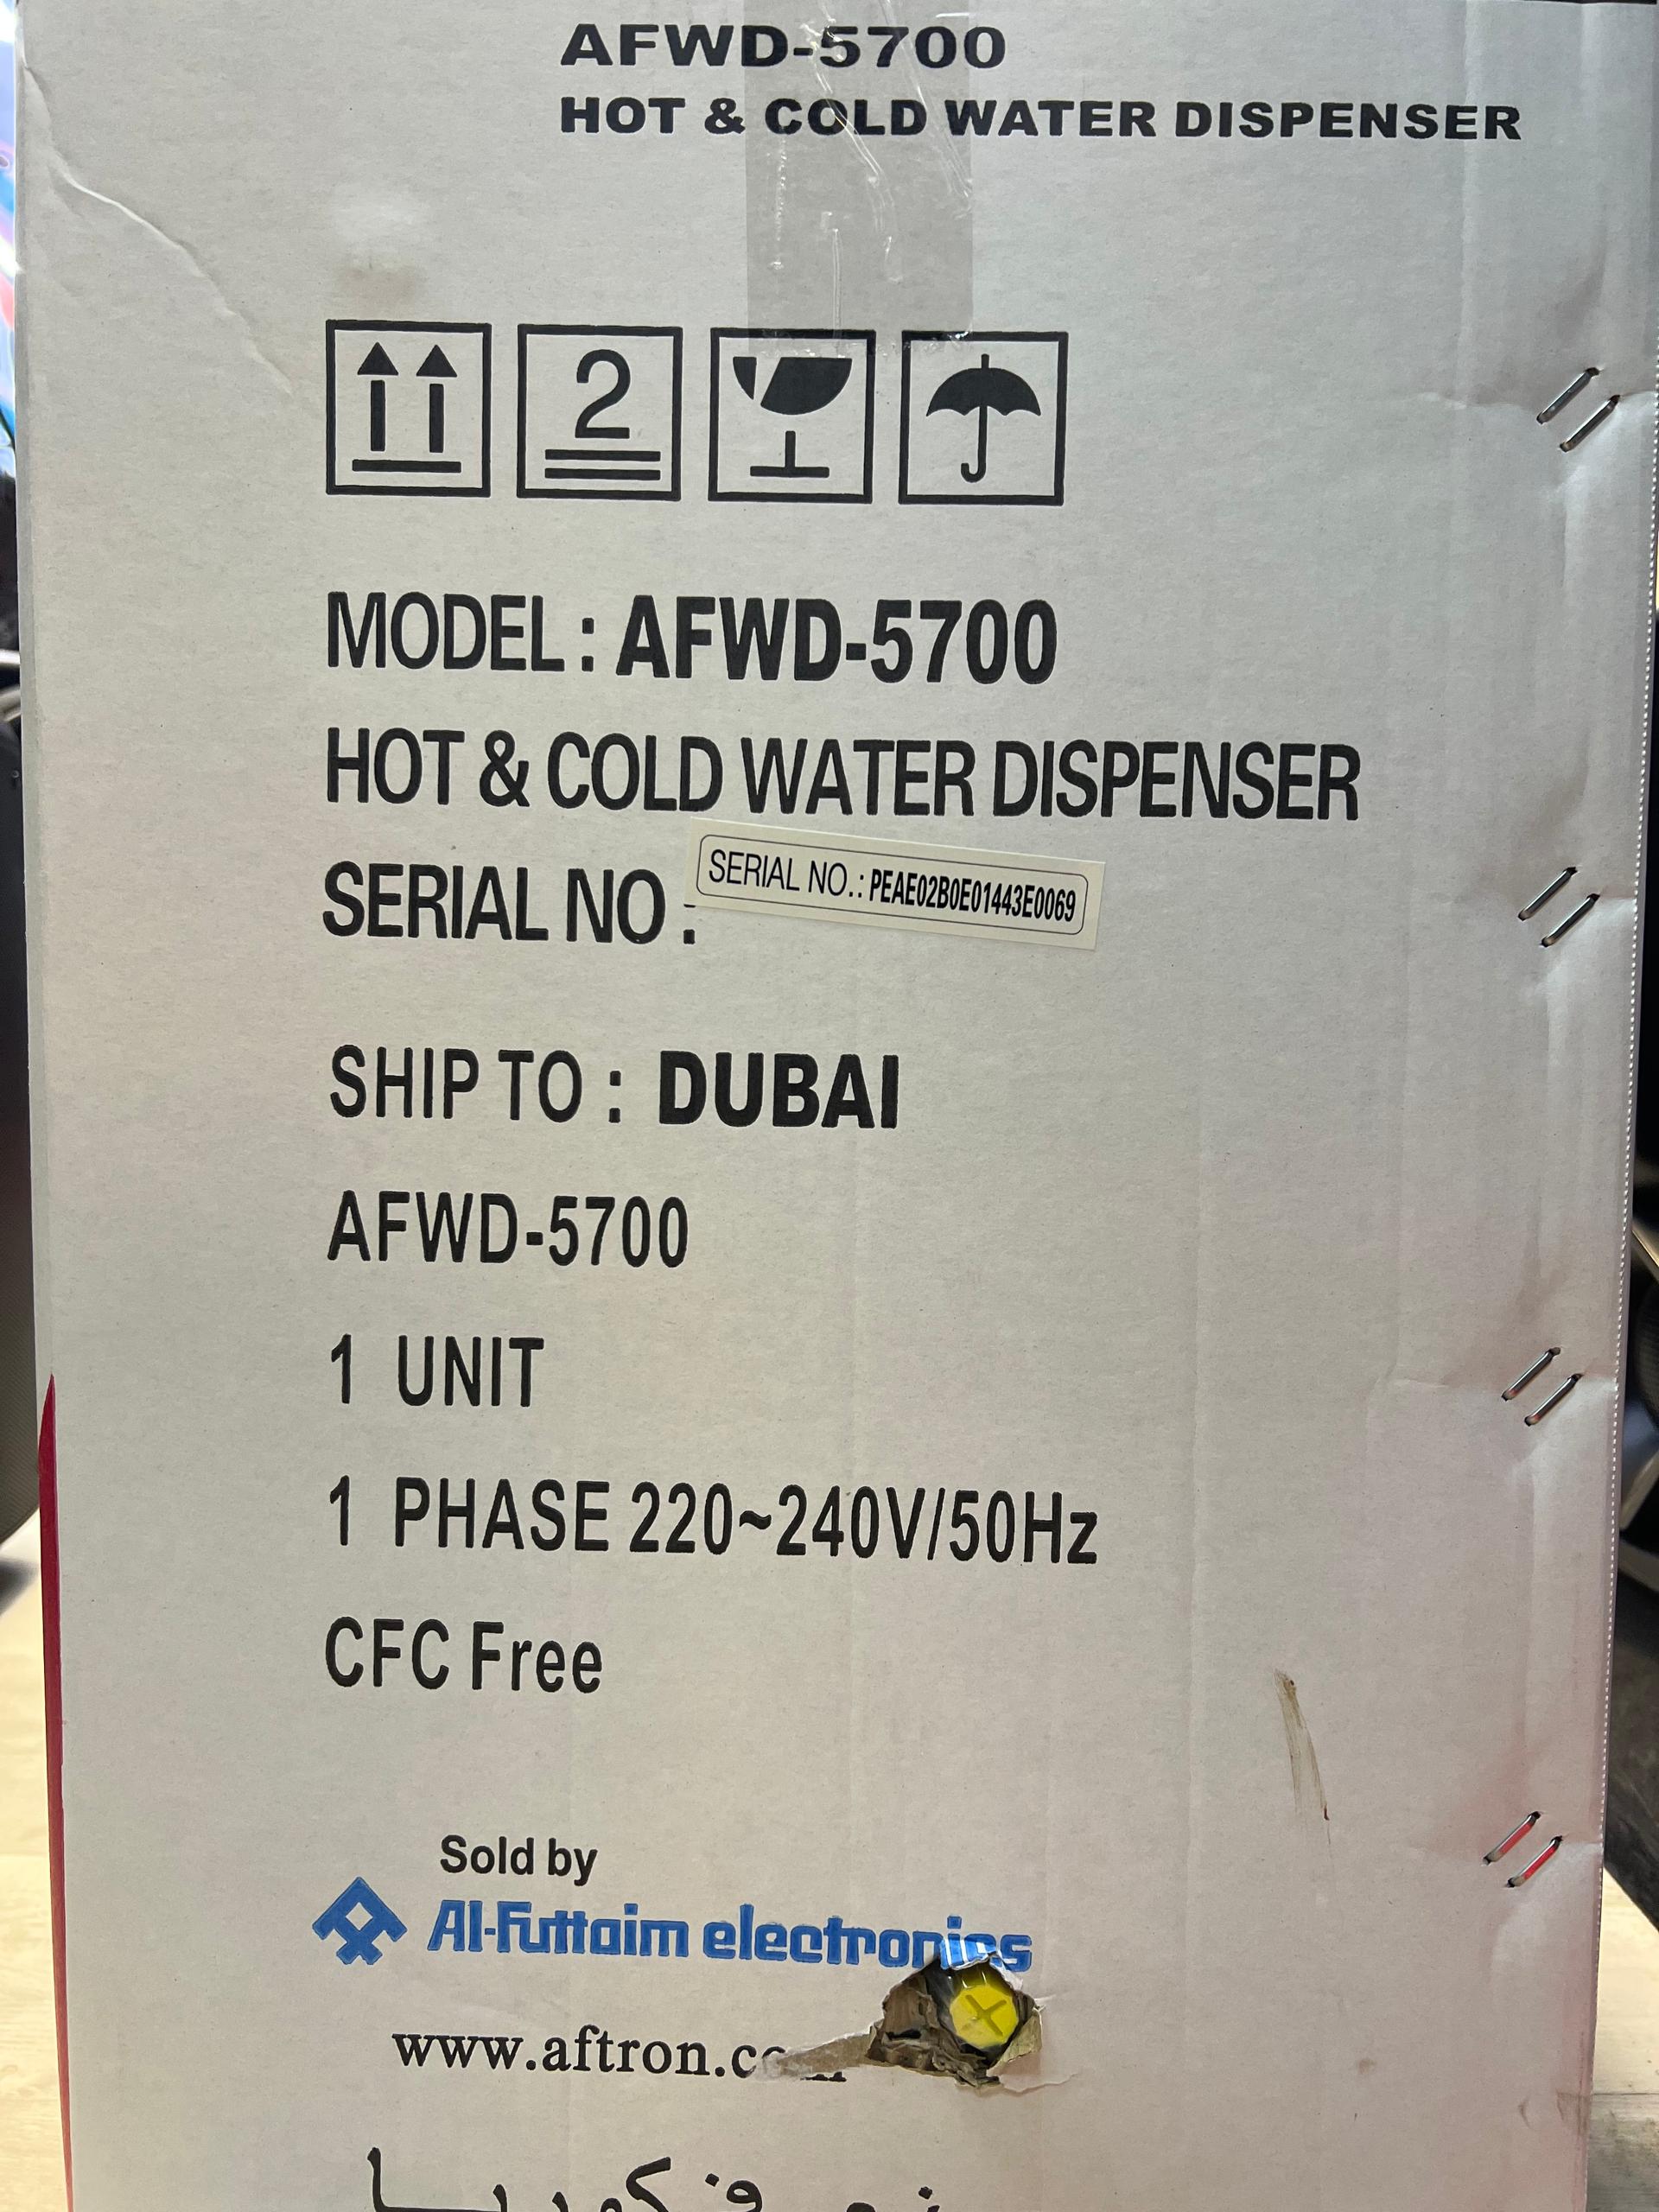 AFWD-5700
HOT & COLD WATER DISPENSER
2
MODEL : AFWD-5700
HOT & COLD WATER DISPENSER
SERIAL NO :
SERIAL NO.: PEAE02B0E01443E0069
SHIP TO : DUBAI
AFWD-5700
1 UNIT
1 PHASE 220~240V/50Hz
CFC Free
Sold by
Al-Futtaim electronics